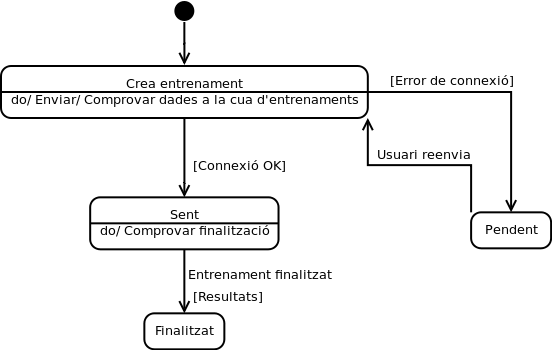 Crea entrenament
do/ Enviar/ Comprovar dades a la cua d'entrenaments
[Error de connexió]
Usuari reenvia
[Connexió OK]
Sent
do/ Comprovar finalització
Pendent
Entrenament finalitzat
[Resultats]
Finalitzat